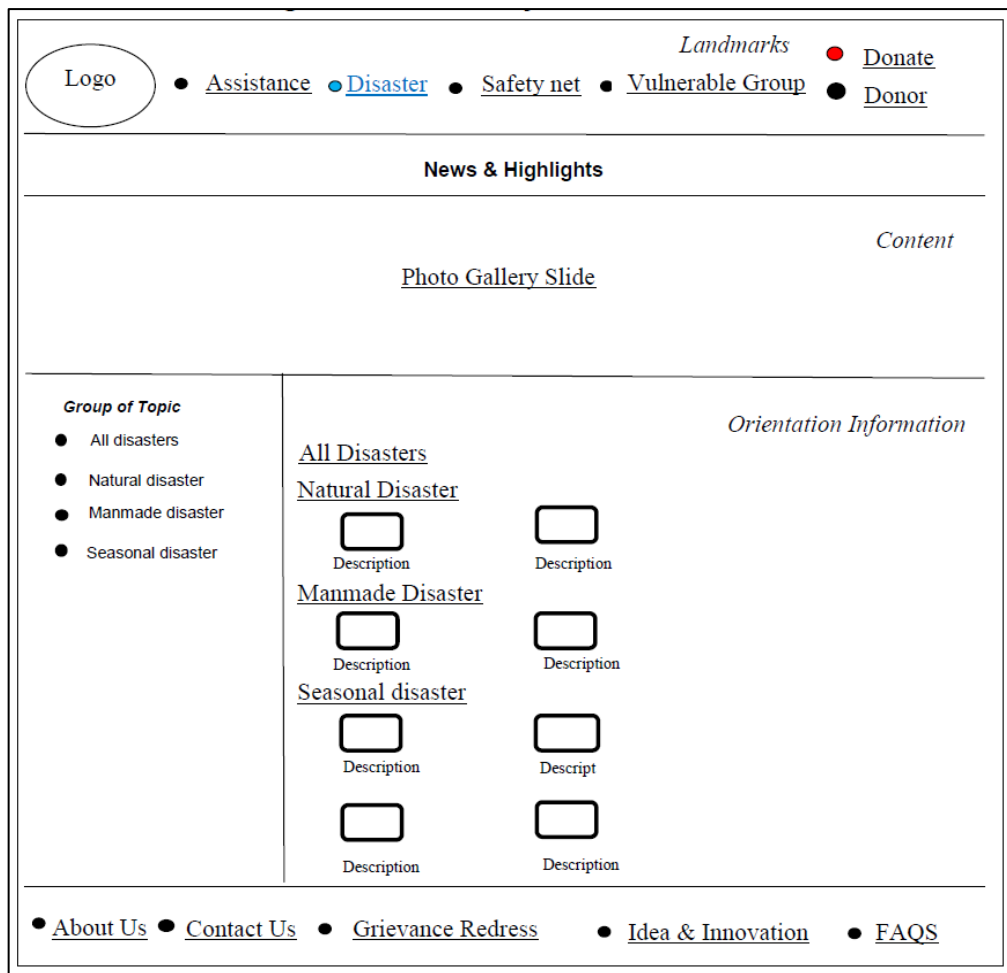 Landmarks
Logo
Assistance Disaster Safety net Vulnerable Group
Donate
Donor
News & Highlights
Content
Photo Gallery Slide
Group of Topic
All disasters
Natural disaster
Manmade disaster
Seasonal disaster
Orientation Information
All Disasters
Natural Disaster
Description Description
Manmade Disaster
Description Description
Seasonal disaster
Description Descript
Description Description
About Us Contact Us Grievance Redress Idea & Innovation FAQS